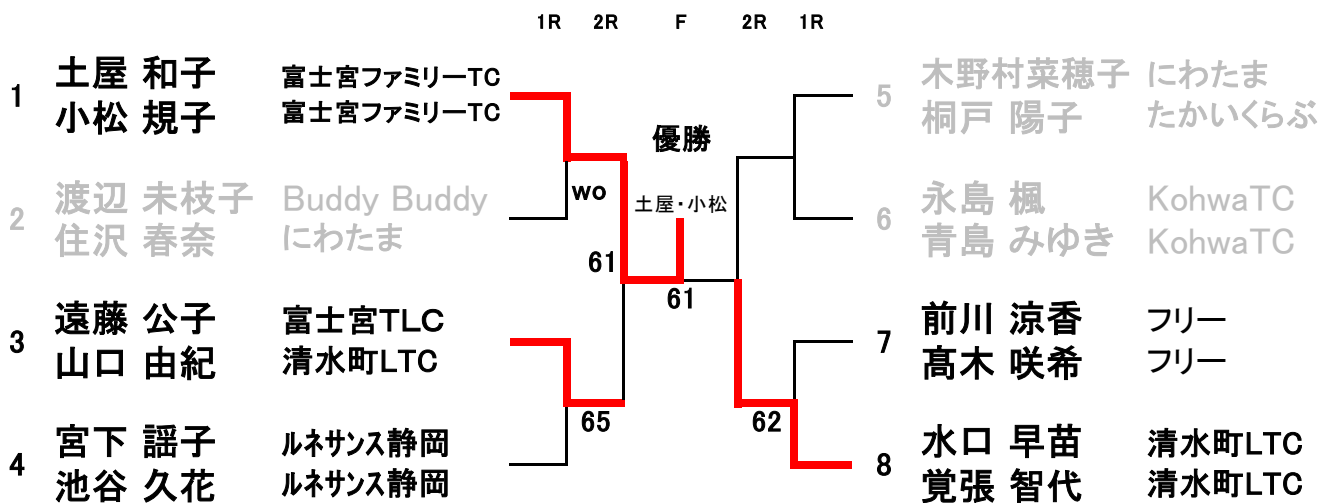 1R 2R F 2R 1R
1 土屋 和子 富士宮ファミリーTC
小松 規子 富士宮ファミリーTC
2 渡辺 未枝子 Buddy Buddy
住沢 春奈 にわたま
3 遠藤 公子 富士宮TLC
山口 由紀 清水町LTC
4 宮下 謡子 ルネサンス静岡
池谷 久花 ルネサンス静岡
優勝
土屋・小松
wo
61
61
65
62
5 木野村菜穂子 にわたま
桐戸 陽子 たかいくらぶ
6 永島 楓 KohwaTC
青島 みゆき KohwaTC
7 前川 涼香 フリー
髙木 咲希 フリー
8 水口 早苗 清水町LTC
覚張 智代 清水町LTC